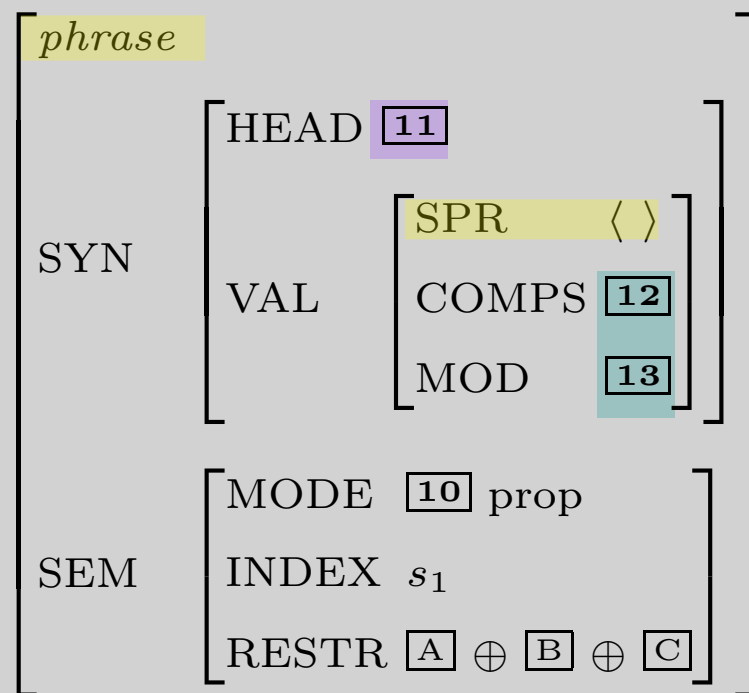 phrase
HEAD 11
SPR ⟨ ⟩
SYN
VAL COMPS 12
MOD 13
MODE 10 prop
SEM INDEX s₁
RESTR A ⊕ B ⊕ C